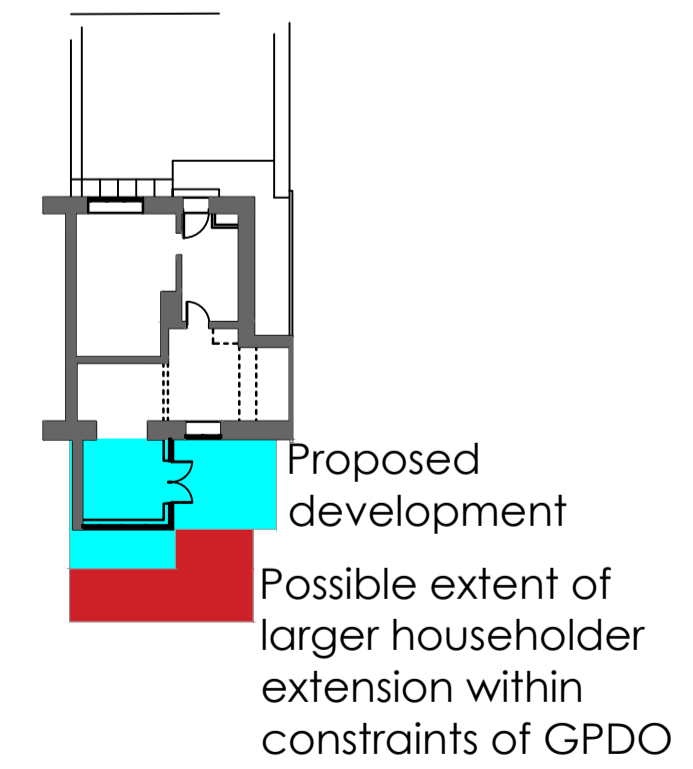 Proposed
development
Possible extent of
larger householder
extension within
constraints of GPDO